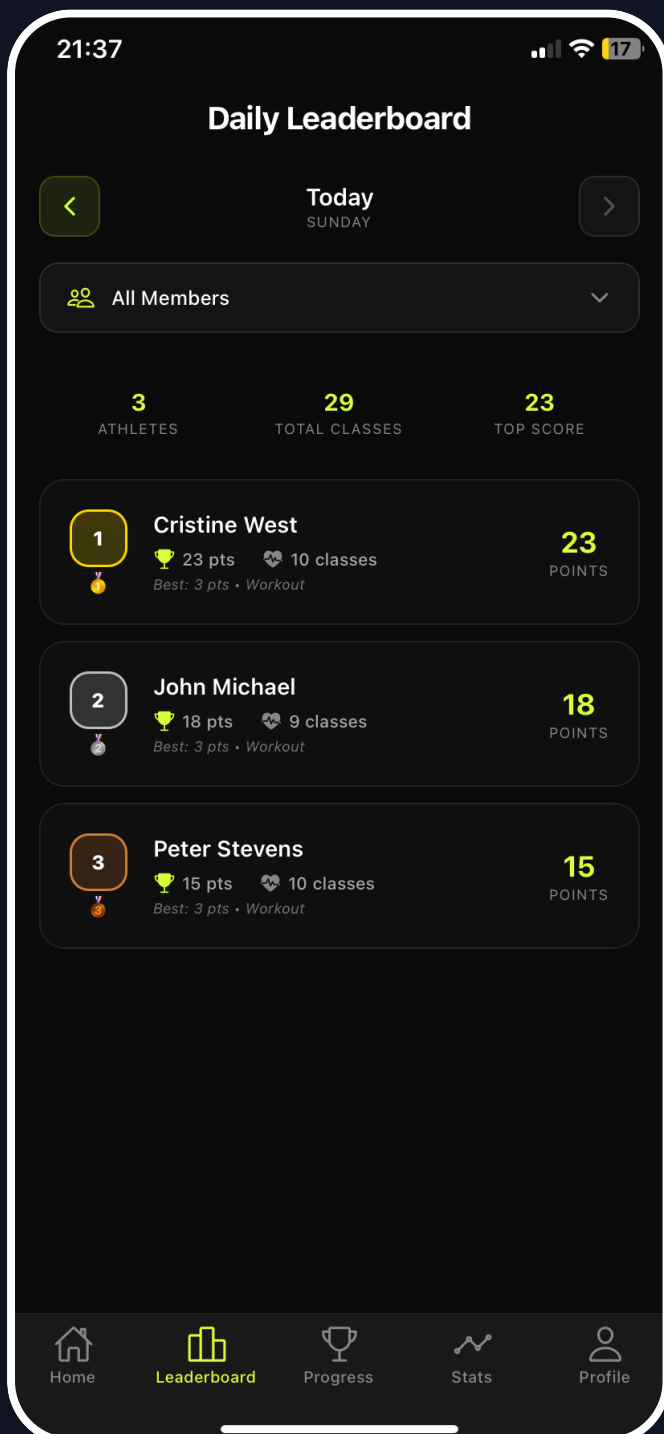 21:37
17
Daily Leaderboard
Today
SUNDAY
All Members
3
29
23
ATHLETES
TOTAL CLASSES
TOP SCORE
1
1
Cristine West
23 pts
10 classes
Best: 3 pts • Workout
23
POINTS
2
2
John Michael
18 pts
9 classes
Best: 3 pts • Workout
18
POINTS
3
3
Peter Stevens
15 pts
10 classes
Best: 3 pts • Workout
15
POINTS
Home
Leaderboard
Progress
Stats
Profile